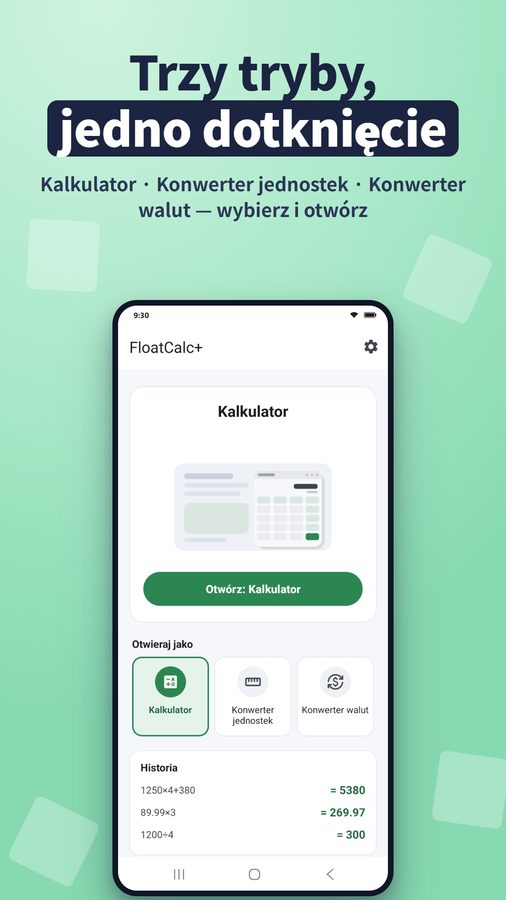 Trzy tryby,
jedno dotknięcie
Kalkulator · Konwerter jednostek · Konwerter
walut — wybierz i otwórz
9:30
FloatCalc+
Kalkulator
Otwórz: Kalkulator
Otwieraj jako
Kalkulator
Konwerter
jednostek
Konwerter walut
Historia
1250×4+380 = 5380
89.99×3 = 269.97
1200÷4 = 300